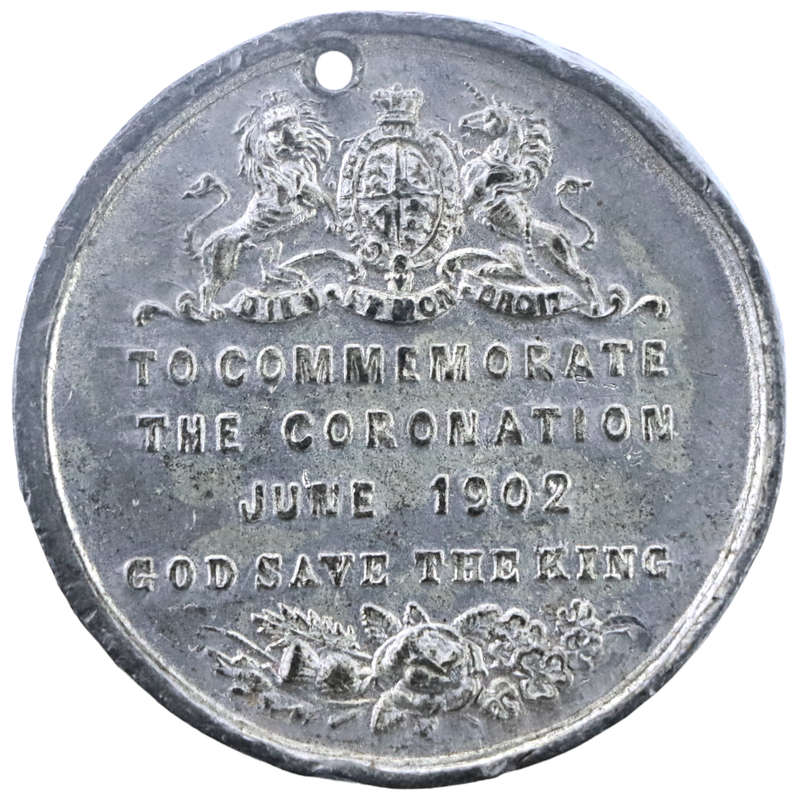 DIEU ET MON DROIT
TO COMMEMORATE
THE CORONATION
JUNE 1902
GOD SAVE THE KING